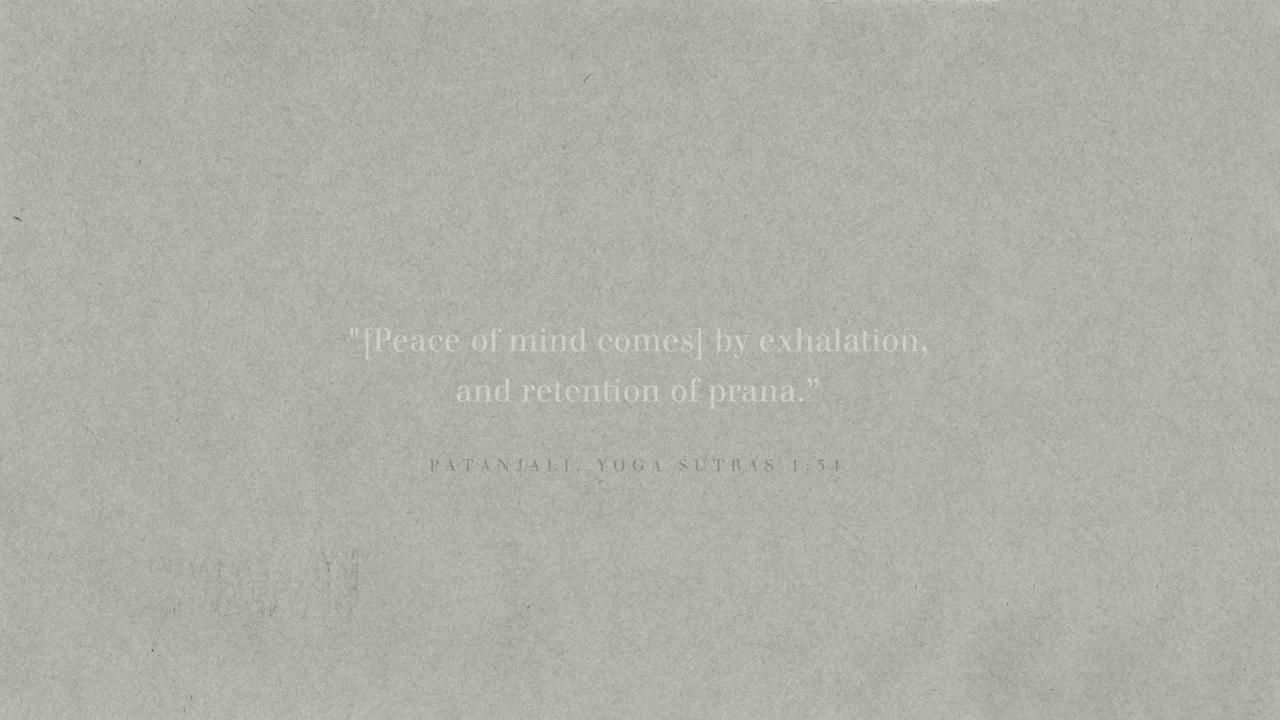 "[Peace of mind comes] by exhalation,
and retention of prana.”
PATANJALI, YOGA SUTRAS 1:34